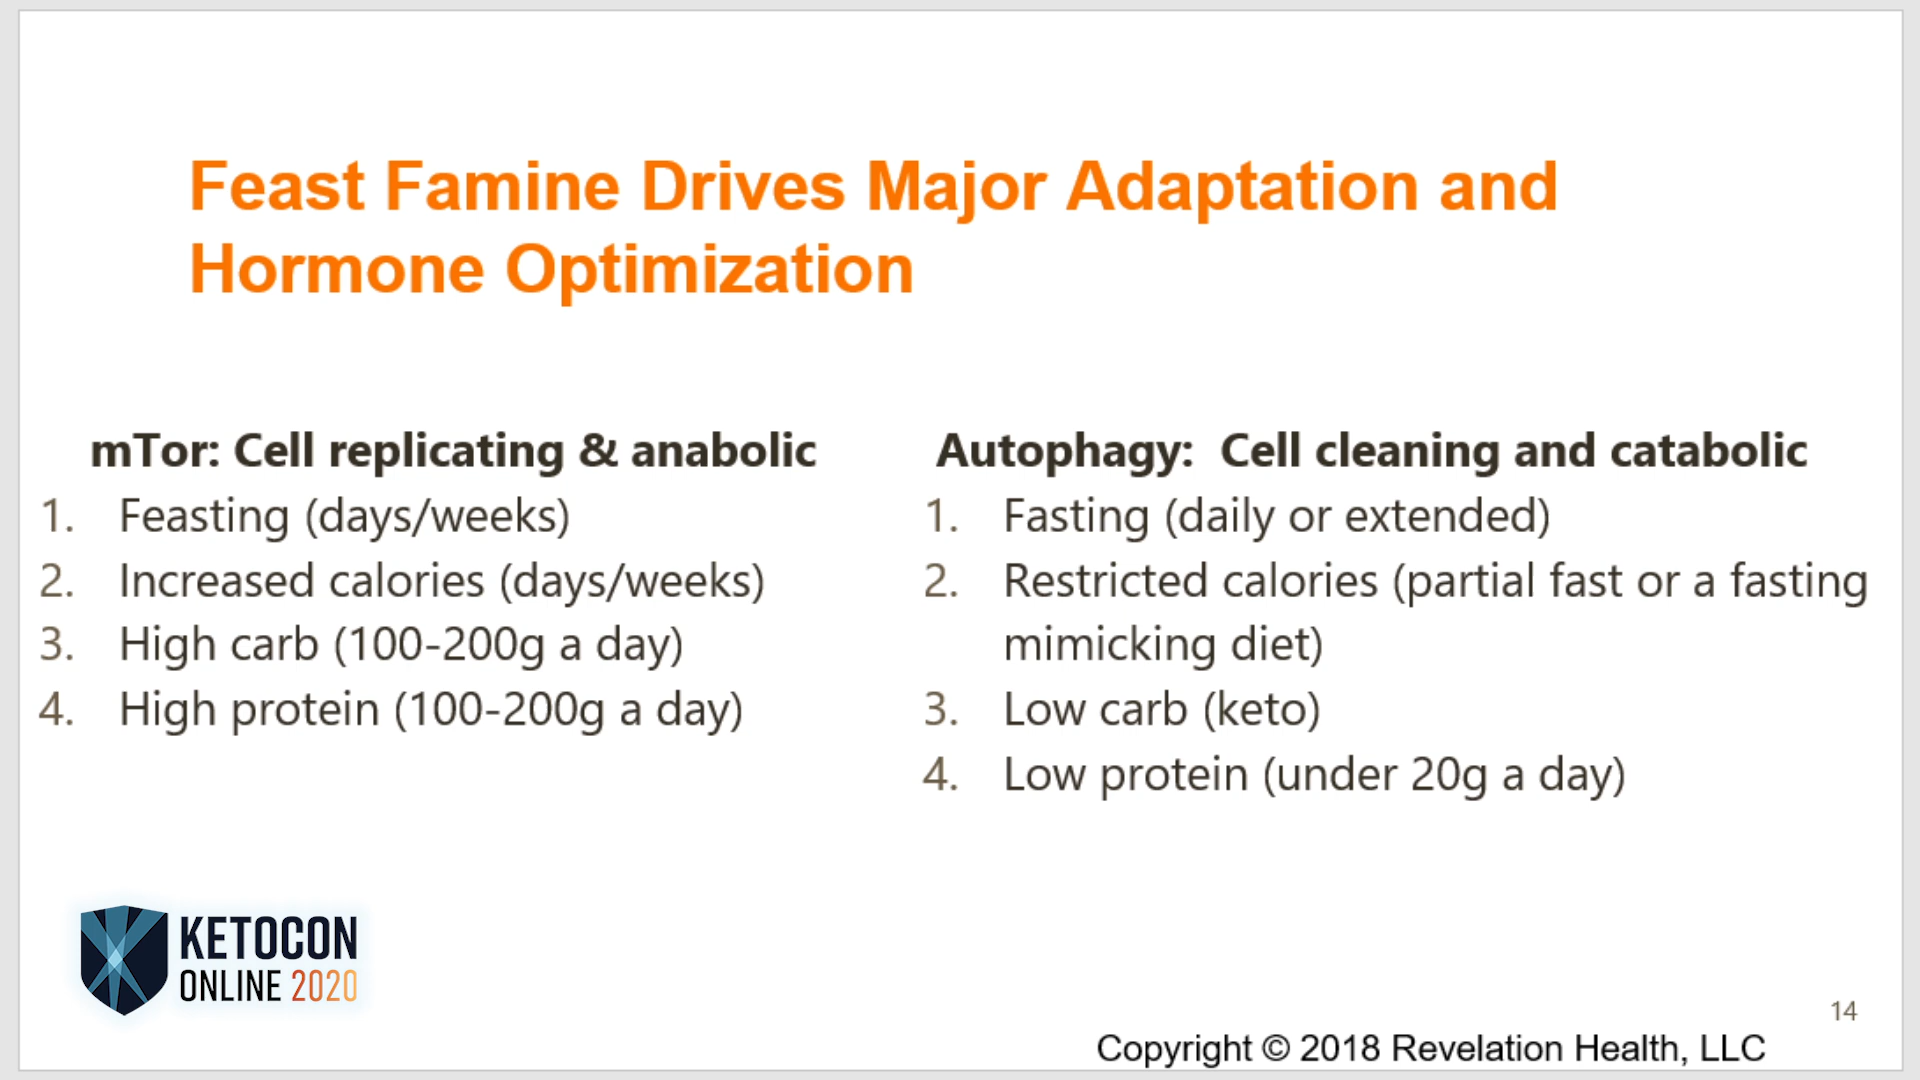 Feast Famine Drives Major Adaptation and
Hormone Optimization
mTor: Cell replicating & anabolic
1. Feasting (days/weeks)
2. Increased calories (days/weeks)
3. High carb (100-200g a day)
4. High protein (100-200g a day)
Autophagy:  Cell cleaning and catabolic
1. Fasting (daily or extended)
2. Restricted calories (partial fast or a fasting
mimicking diet)
3. Low carb (keto)
4. Low protein (under 20g a day)
KETOCON
ONLINE 2020
14
Copyright © 2018 Revelation Health, LLC